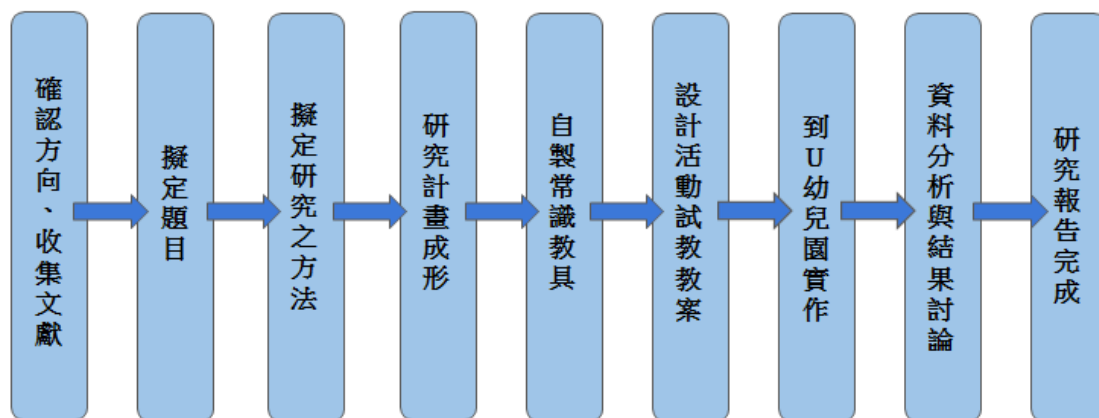 確認方向、收集文獻
擬定題目
擬定研究之方法
研究計畫成形
自製常識教具
設計活動試教教案
到U幼兒園實作
資料分析與結果討論
研究報告完成